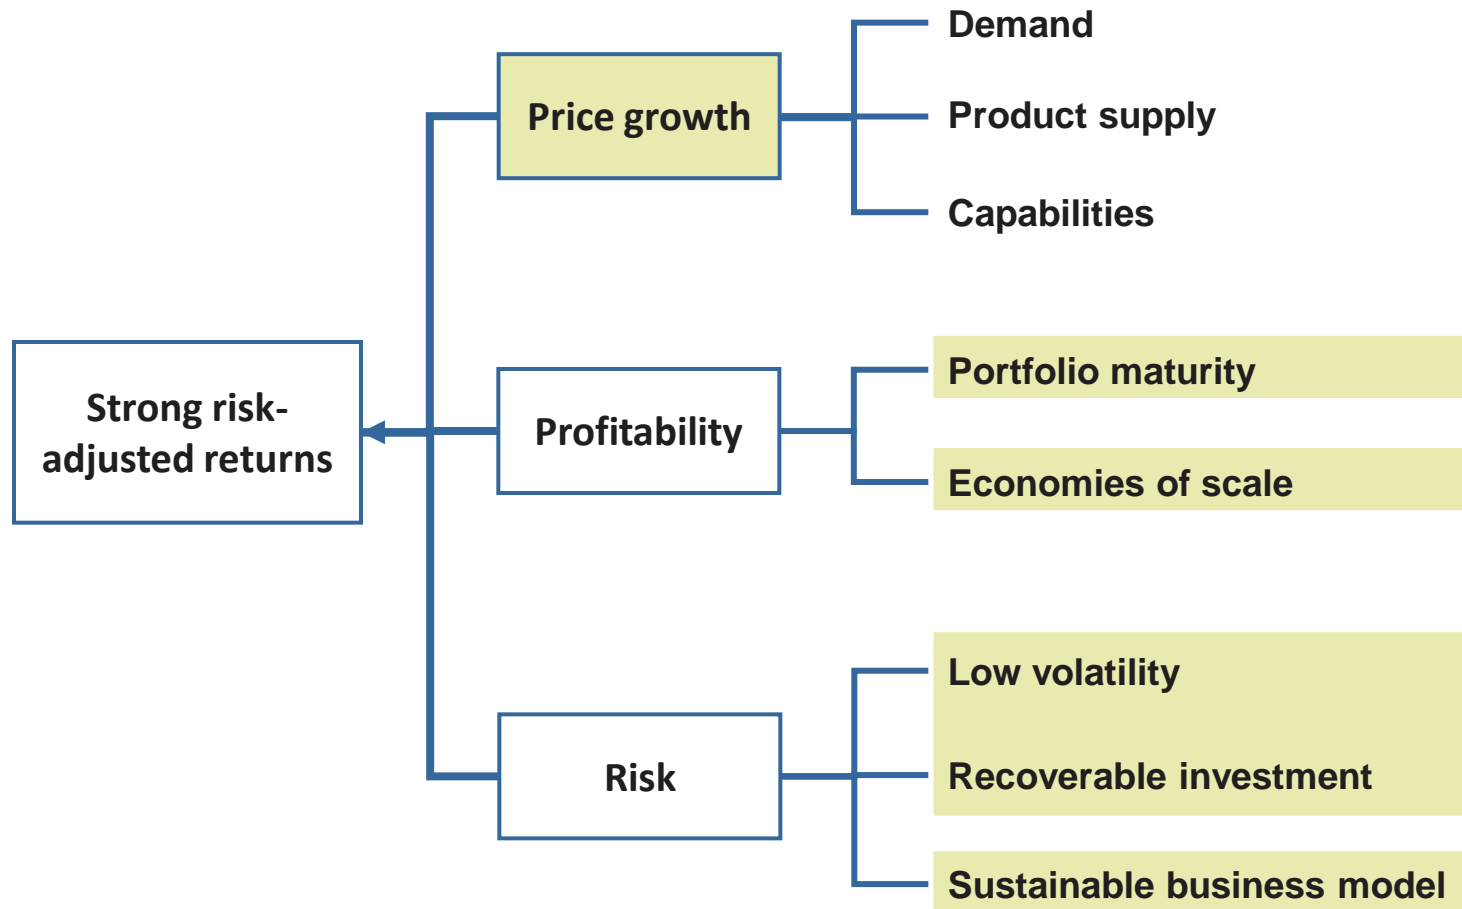 Demand
Price growth
Product supply
Capabilities
Strong risk-
adjusted returns
Profitability
Portfolio maturity
Economies of scale
Risk
Low volatility
Recoverable investment
Sustainable business model